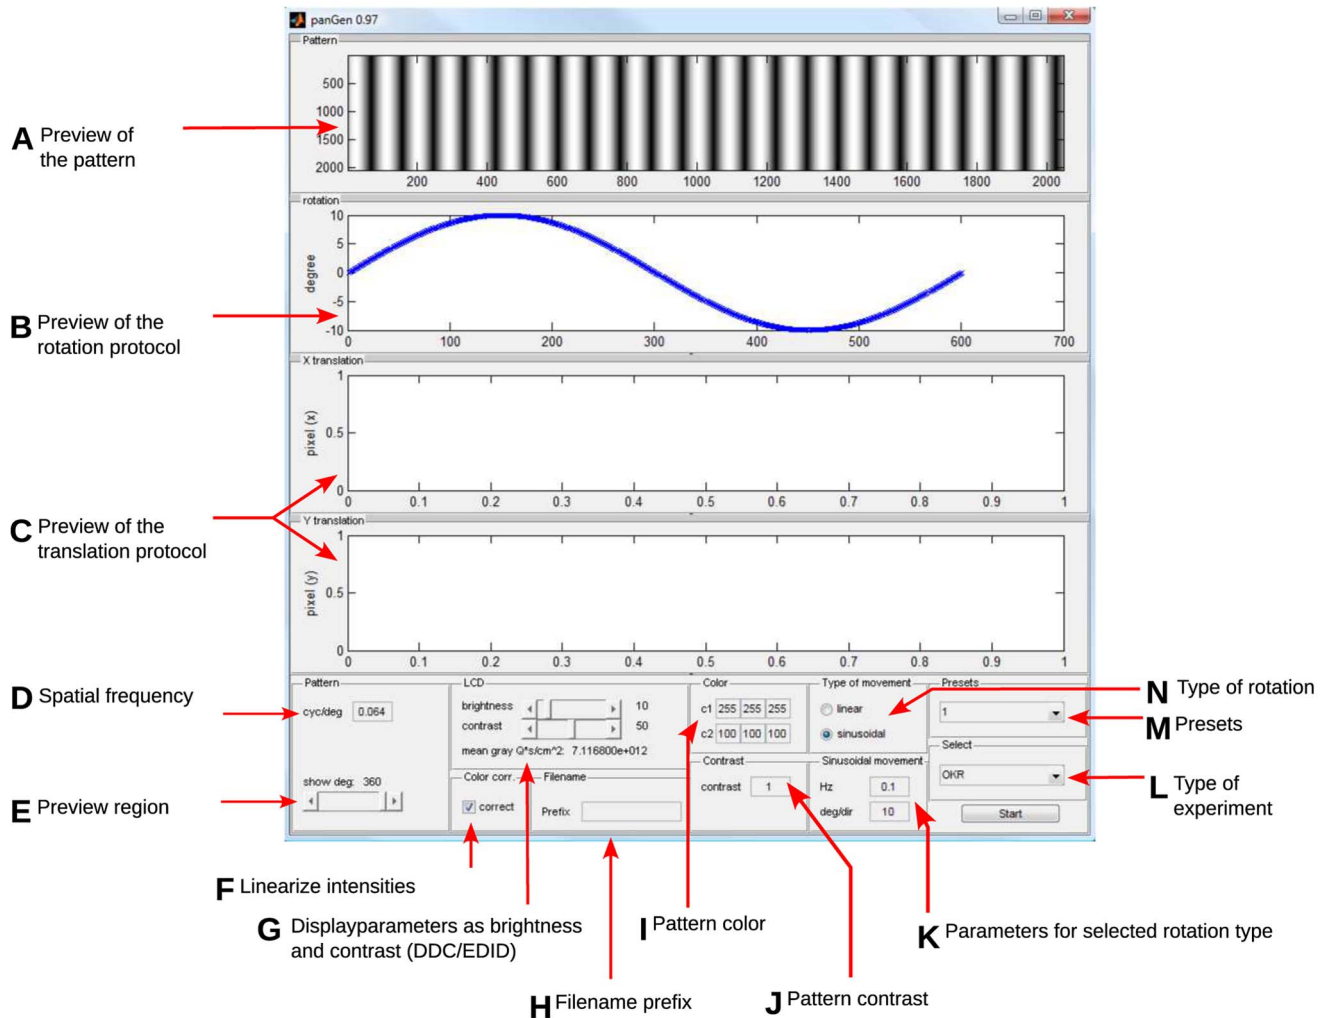 panGen 0.97
Pattern
500
1000
1500
2000
200 400 600 800 1000 1200 1400 1600 1800 2000
A Preview of
the pattern
rotation
degree
10
5
0
-5
-10
0 100 200 300 400 500 600 700
B Preview of the
rotation protocol
X translation
pixel (x)
1
0.5
0
0 0.1 0.2 0.3 0.4 0.5 0.6 0.7 0.8 0.9 1
C Preview of the
translation protocol
Y translation
pixel (y)
1
0.5
0
0 0.1 0.2 0.3 0.4 0.5 0.6 0.7 0.8 0.9 1
D Spatial frequency
Pattern
cyc/deg 0.064
show deg: 360
E Preview region
LCD
brightness 10
contrast 50
mean gray Q*s/cm^2: 7.116800e+012
Color corr.
correct
Filename
Prefix
Color
c1 255 255 255
c2 100 100 100
Contrast
contrast 1
Type of movement
linear
sinusoidal
Sinusoidal movement
Hz 0.1
deg/dir 10
Presets
1
Select
OKR
Start
N Type of rotation
M Presets
L Type of
experiment
F Linearize intensities
G Displayparameters as brightness
and contrast (DDC/EDID)
I Pattern color
K Parameters for selected rotation type
H Filename prefix
J Pattern contrast